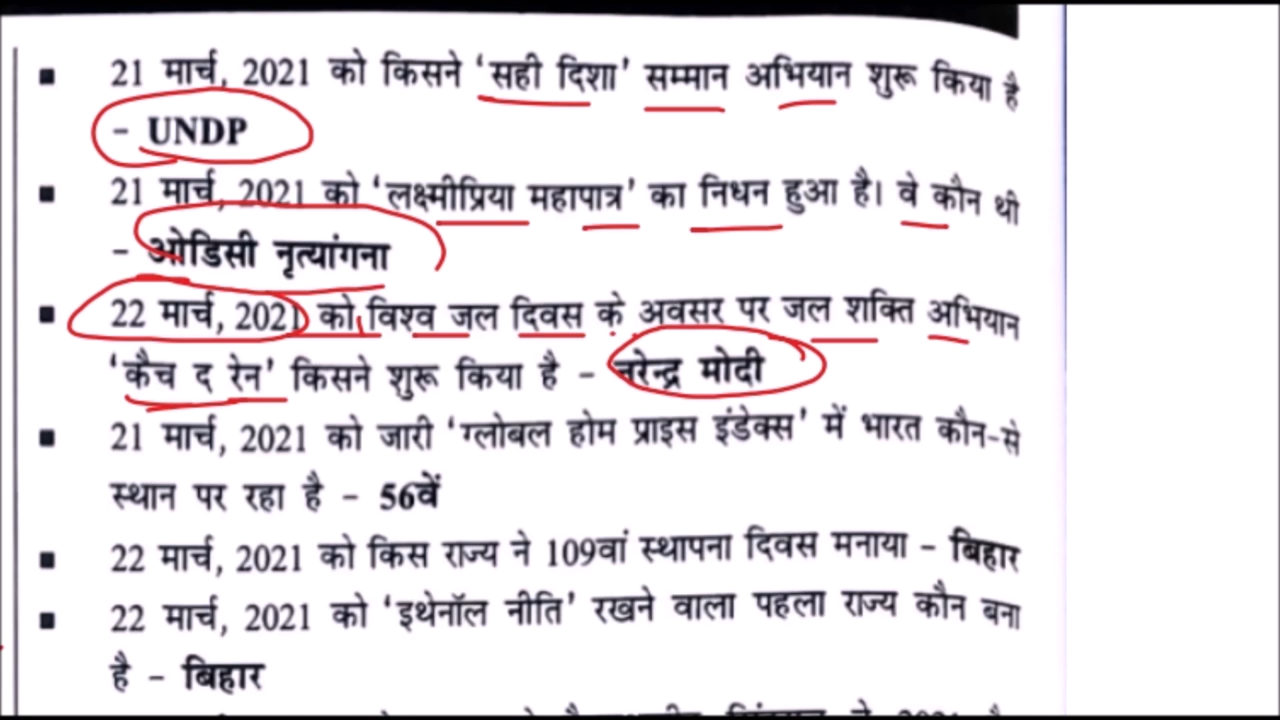 21 मार्च, 2021 को किसने ‘सही दिशा’ सम्मान अभियान शुरू किया है
– UNDP
21 मार्च, 2021 को ‘लक्ष्मीप्रिया महापात्र’ का निधन हुआ है। वे कौन थी
– ओडिसी नृत्यांगना
22 मार्च, 2021 को विश्व जल दिवस के अवसर पर जल शक्ति अभियान
‘कैच द रेन’ किसने शुरू किया है – नरेन्द्र मोदी
21 मार्च, 2021 को जारी ‘ग्लोबल होम प्राइस इंडेक्स’ में भारत कौन-से
स्थान पर रहा है – 56वें
22 मार्च, 2021 को किस राज्य ने 109वां स्थापना दिवस मनाया – बिहार
22 मार्च, 2021 को ‘इथेनॉल नीति’ रखने वाला पहला राज्य कौन बना
है – बिहार